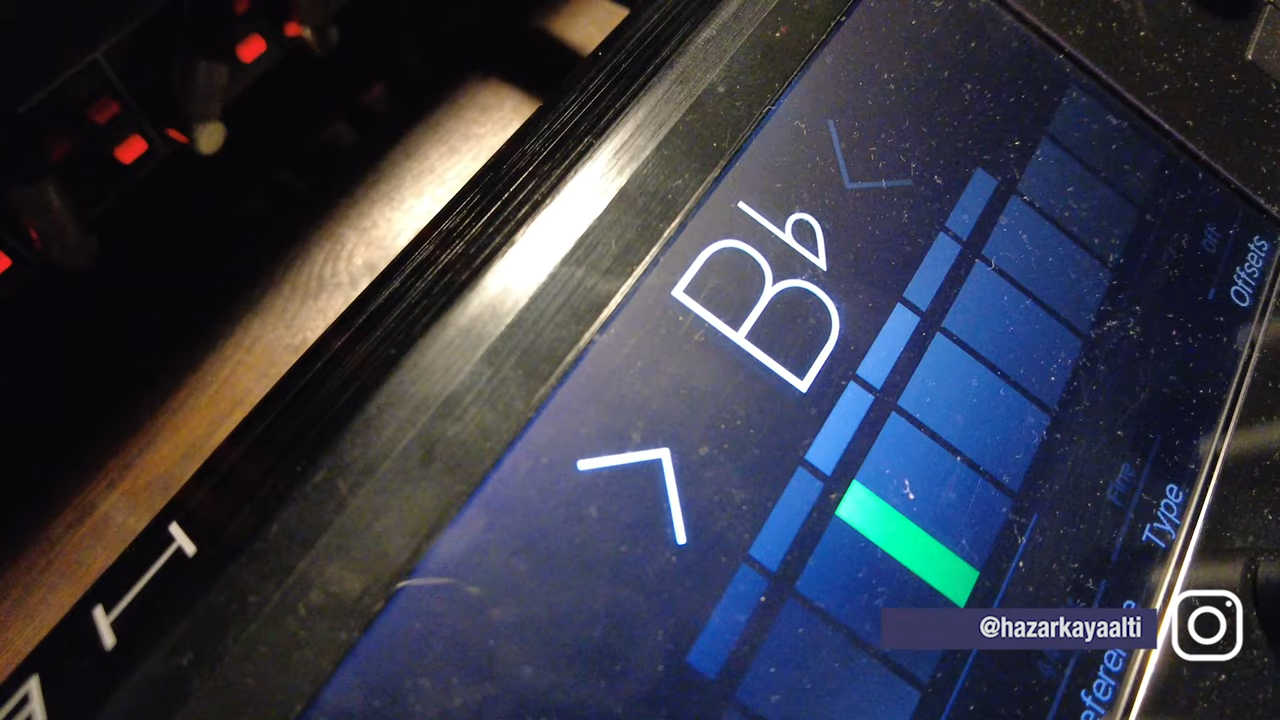 B♭
Off
Offsets
Fine
Type
@hazarkayaalti